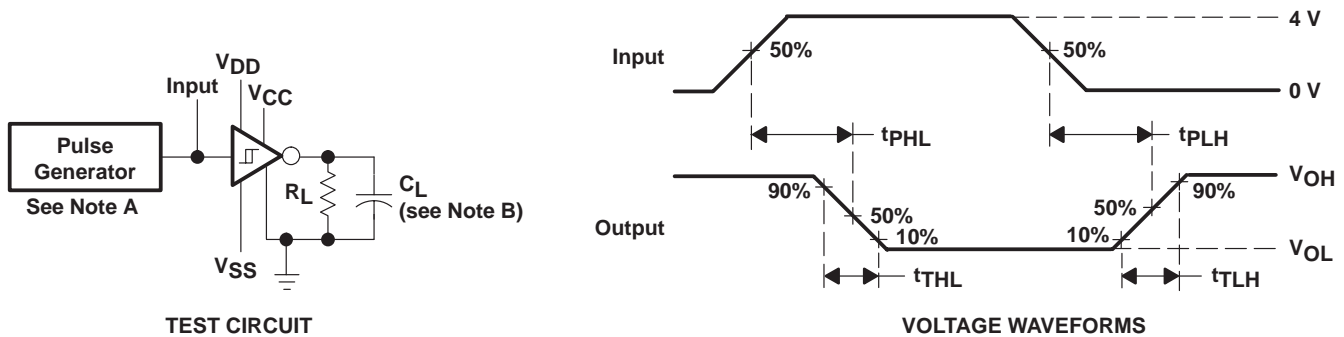 VDD
Input
VCC
Pulse
Generator
See Note A
RL
CL
(see Note B)
VSS
TEST CIRCUIT
4 V
Input
50%
50%
0 V
tPHL
tPLH
VOH
90%
90%
50%
50%
Output
10%
10%
VOL
tTHL
tTLH
VOLTAGE WAVEFORMS